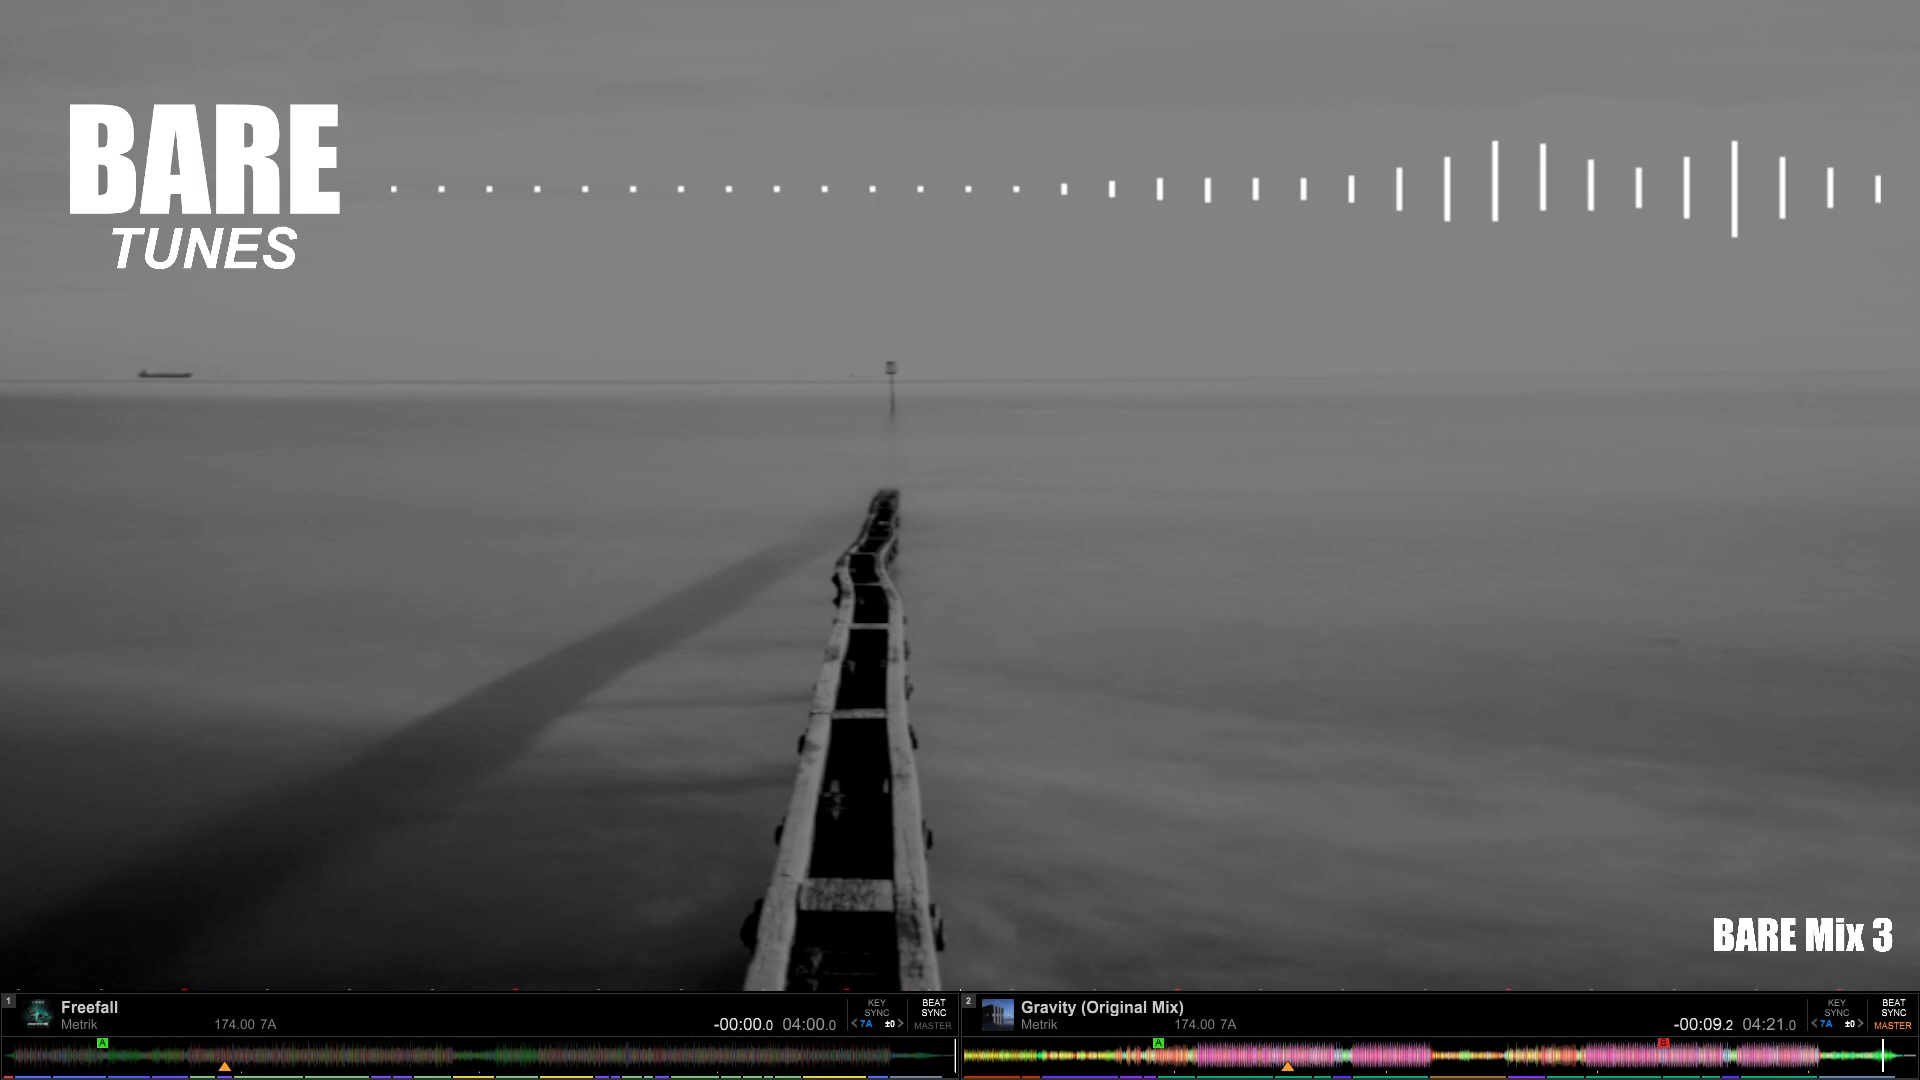 BARE
TUNES
BARE Mix 3
1
Freefall
Metrik
174.00 7A
-00:00.0 04:00.0
KEY
SYNC
7A ±0
BEAT
SYNC
MASTER
A
2
Gravity (Original Mix)
Metrik
174.00 7A
-00:09.2 04:21.0
KEY
SYNC
7A ±0
BEAT
SYNC
MASTER
A
B